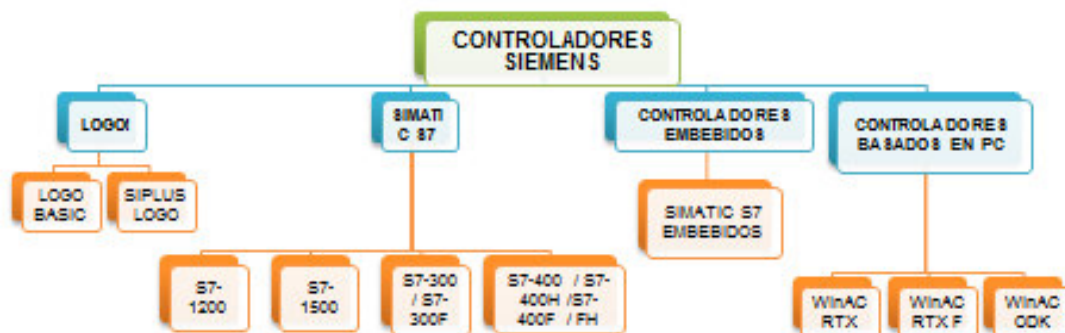 CONTROLADORES
SIEMENS
LOGO!
SIMATI
C S7
CONTROLADORES
EMBEBIDOS
CONTROLADORES
BASADOS EN PC
LOGO
BASIC
SIPLUS
LOGO
SIMATIC S7
EMBEBIDOS
S7-
1200
S7-
1500
S7-300
/ S7-
300F
S7-400 / S7-
400H /S7-
400F / FH
WinAC
RTX
WinAC
RTX F
WinAC
ODK